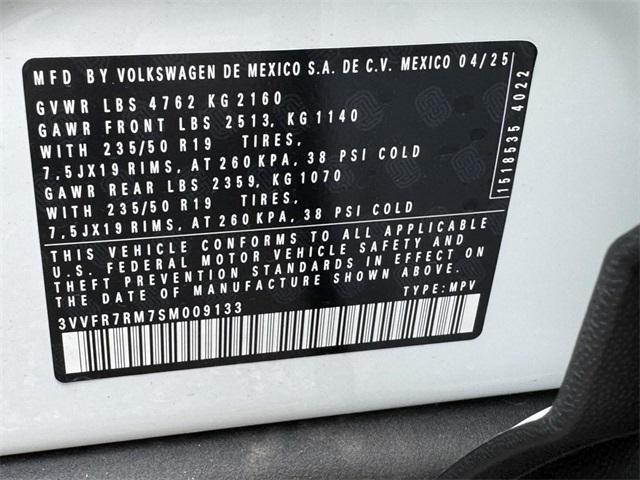 MFD BY VOLKSWAGEN DE MEXICO S.A. DE C.V. MEXICO 04/25
GVWR LBS 4762 KG 2160
GAWR FRONT LBS 2513, KG 1140
WITH 235/50 R19 TIRES,
7,5JX19 RIMS, AT 260 KPA, 38 PSI COLD
GAWR REAR LBS 2359, KG 1070
WITH 235/50 R19 TIRES,
7,5JX19 RIMS, AT 260 KPA, 38 PSI COLD
THIS VEHICLE CONFORMS TO ALL APPLICABLE
U.S. FEDERAL MOTOR VEHICLE SAFETY AND
THEFT PREVENTION STANDARDS IN EFFECT ON
THE DATE OF MANUFACTURE SHOWN ABOVE.
3VVFR7RM7SM009133 TYPE: MPV
1518535 4022